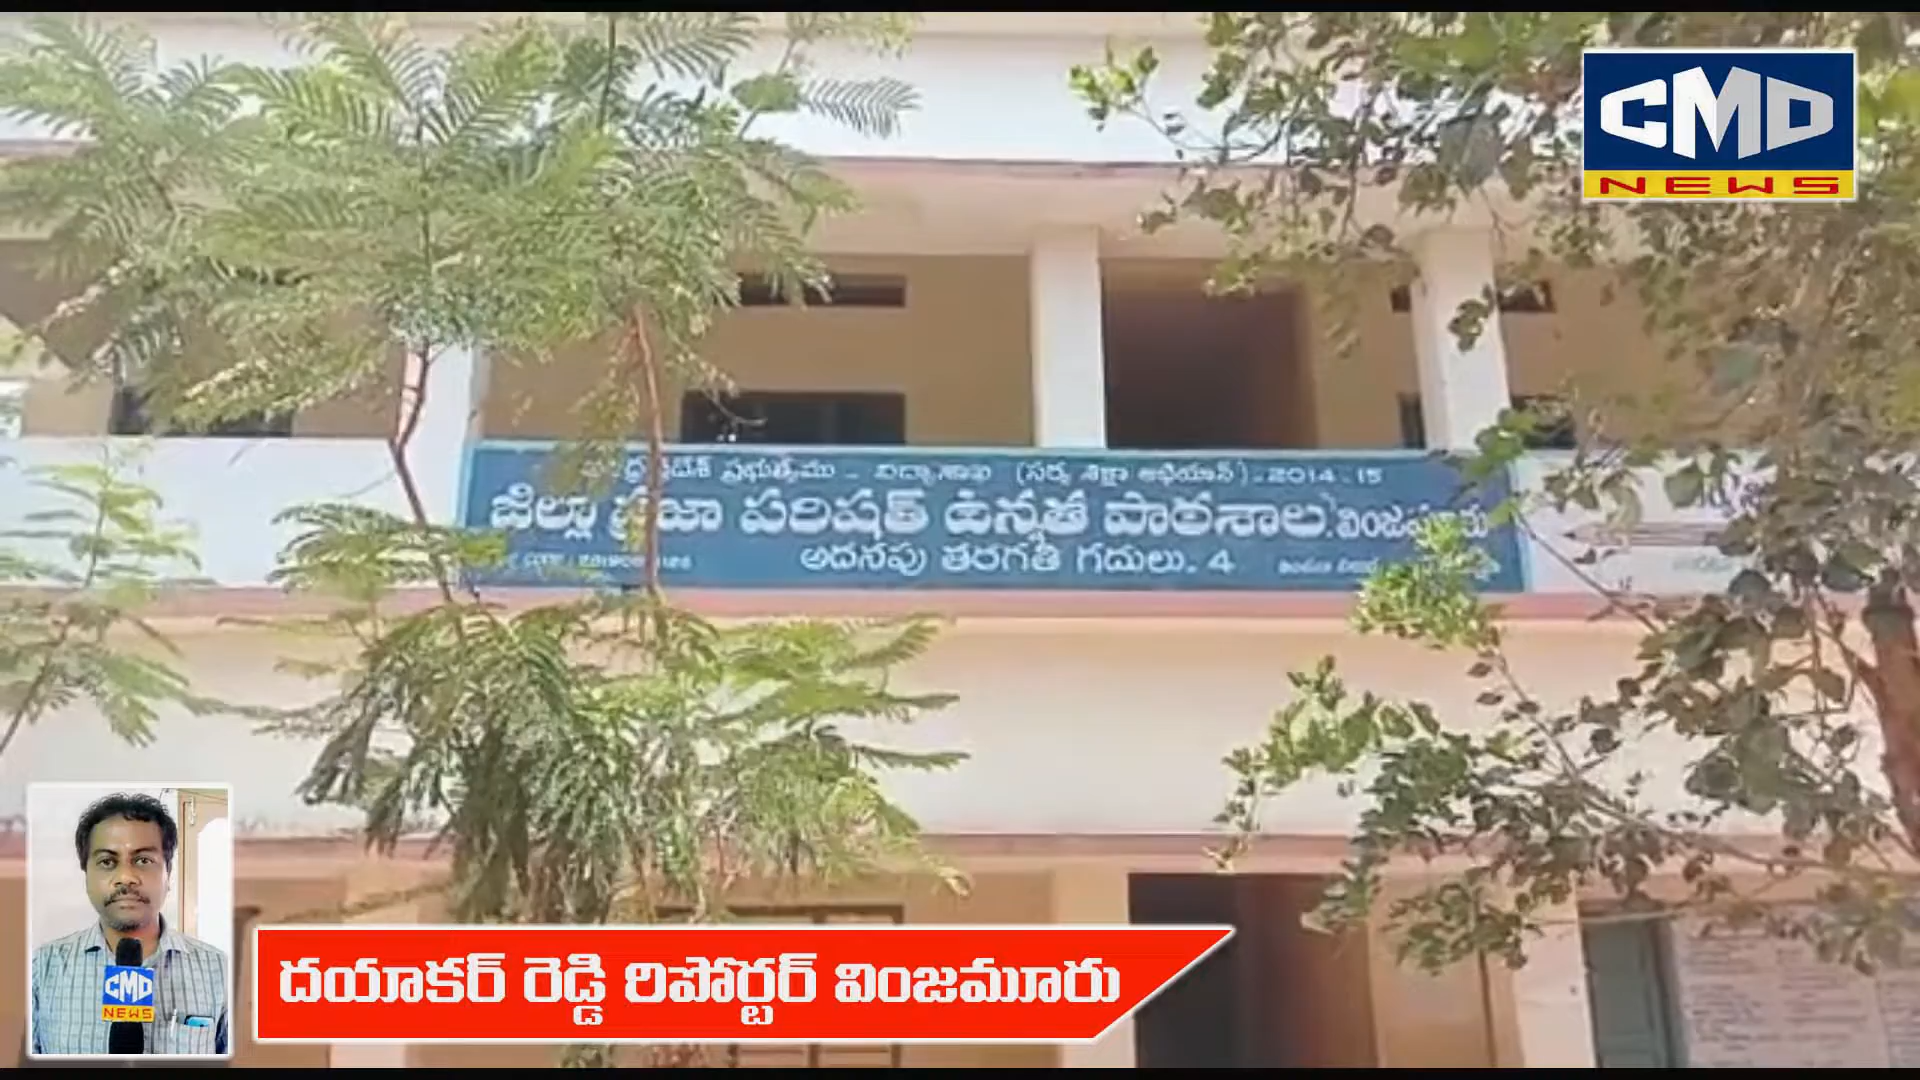 CMD
NEWS
ప్రభుత్వము - విద్యాశాఖ (సర్వ శిక్షా అభియాన్) - 2014-15
జిల్లా ప్రజా పరిషత్ ఉన్నత పాఠశాల, వింజమూరు
అదనపు తరగతి గదులు. 4
CMD
NEWS
దయాకర్ రెడ్డి రిపోర్టర్ వింజమూరు